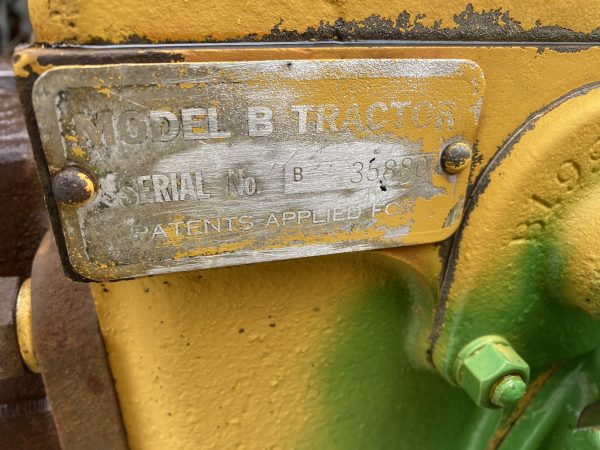 MODEL B TRACTOR
SERIAL No. B 35880
PATENTS APPLIED FOR